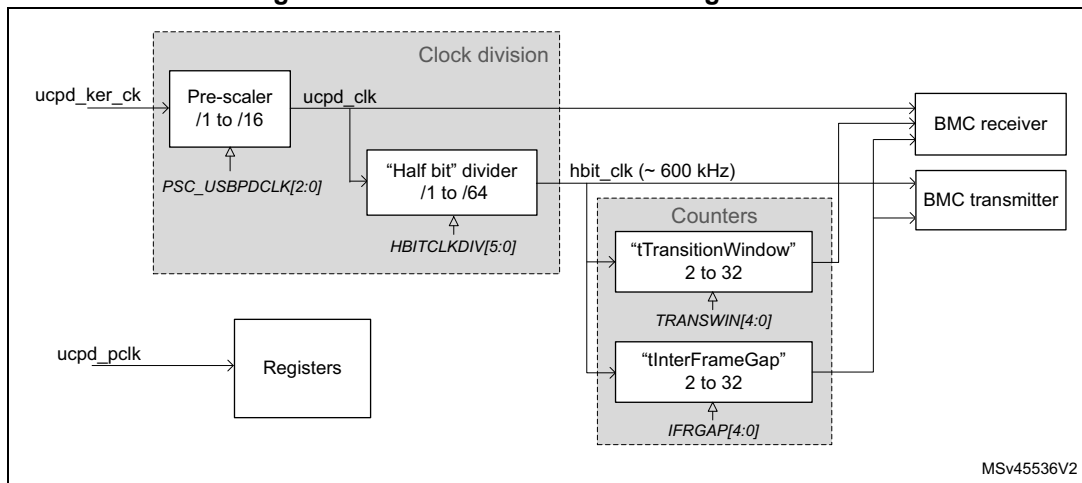 Clock division
ucpd_ker_ck
Pre-scaler
/1 to /16
ucpd_clk
PSC_USBPDCLK[2:0]
“Half bit” divider
/1 to /64
HBITCLKDIV[5:0]
hbit_clk (~ 600 kHz)
BMC receiver
BMC transmitter
Counters
“tTransitionWindow”
2 to 32
TRANSWIN[4:0]
“tInterFrameGap”
2 to 32
IFRGAP[4:0]
ucpd_pclk
Registers
MSv45536V2